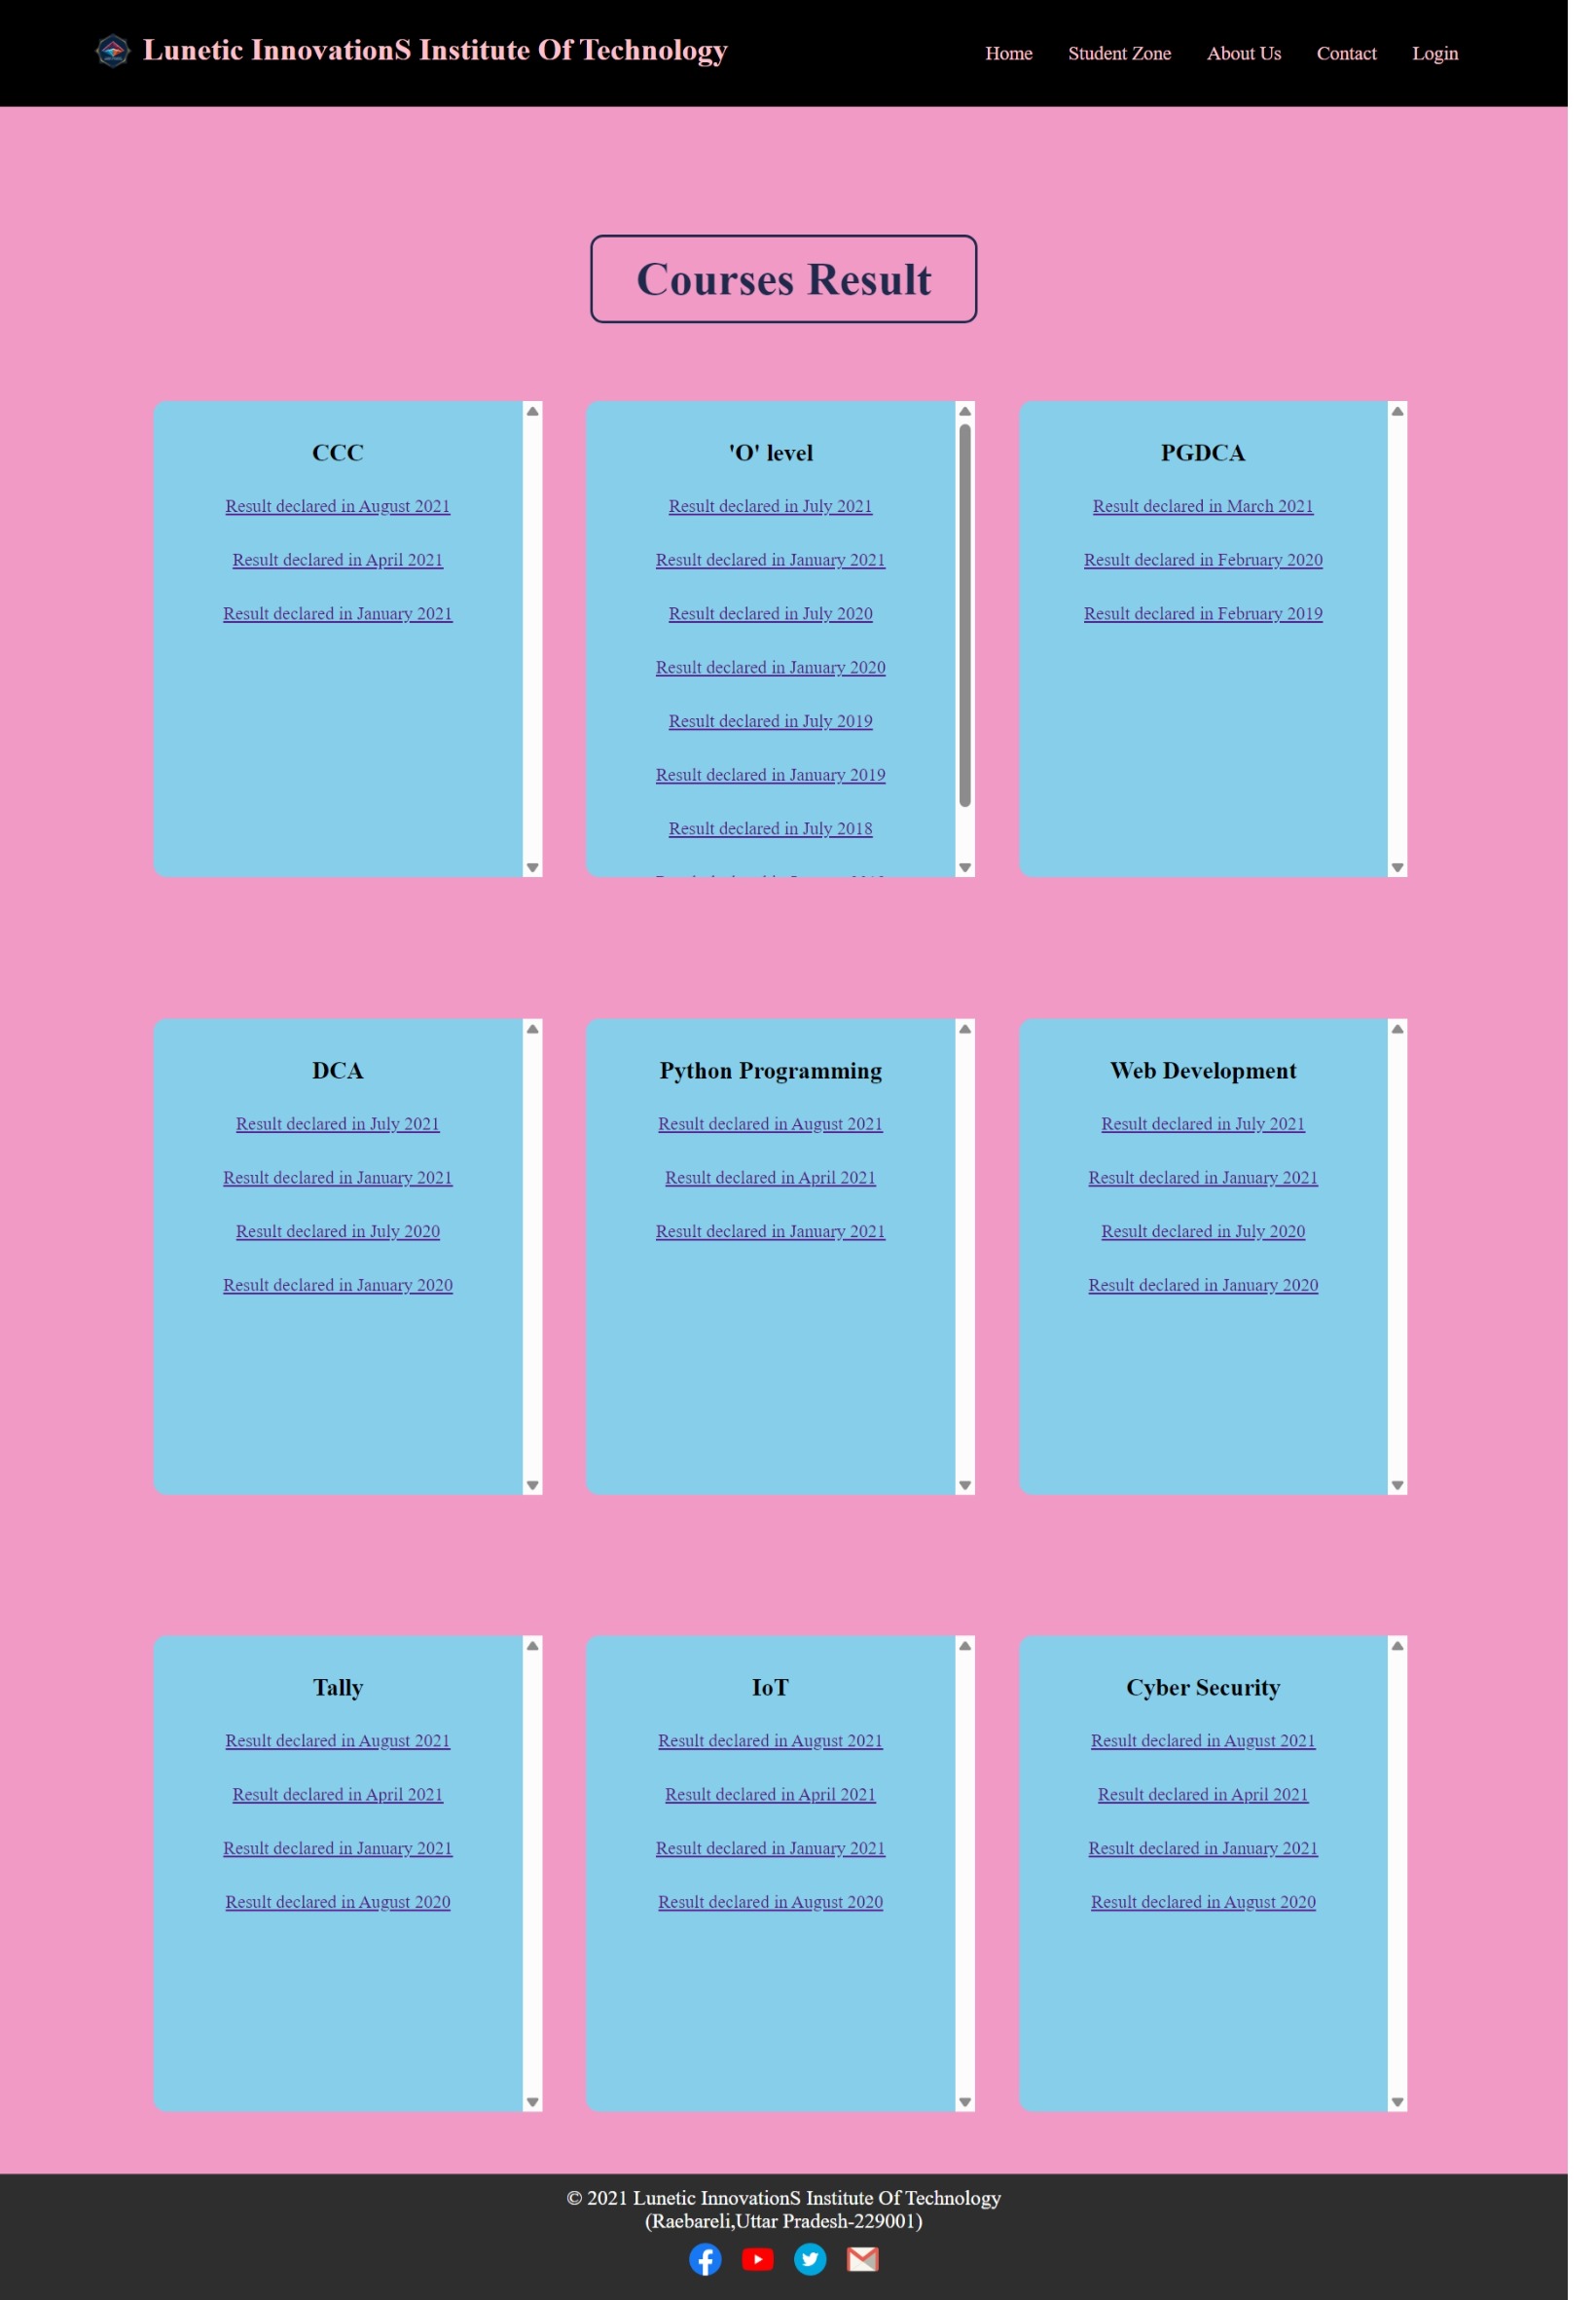 Lunetic InnovationS Institute Of Technology
Home Student Zone About Us Contact Login
Courses Result
CCC
Result declared in August 2021
Result declared in April 2021
Result declared in January 2021
'O' level
Result declared in July 2021
Result declared in January 2021
Result declared in July 2020
Result declared in January 2020
Result declared in July 2019
Result declared in January 2019
Result declared in July 2018
PGDCA
Result declared in March 2021
Result declared in February 2020
Result declared in February 2019
DCA
Result declared in July 2021
Result declared in January 2021
Result declared in July 2020
Result declared in January 2020
Python Programming
Result declared in August 2021
Result declared in April 2021
Result declared in January 2021
Web Development
Result declared in July 2021
Result declared in January 2021
Result declared in July 2020
Result declared in January 2020
Tally
Result declared in August 2021
Result declared in April 2021
Result declared in January 2021
Result declared in August 2020
IoT
Result declared in August 2021
Result declared in April 2021
Result declared in January 2021
Result declared in August 2020
Cyber Security
Result declared in August 2021
Result declared in April 2021
Result declared in January 2021
Result declared in August 2020
© 2021 Lunetic InnovationS Institute Of Technology
(Raebareli,Uttar Pradesh-229001)